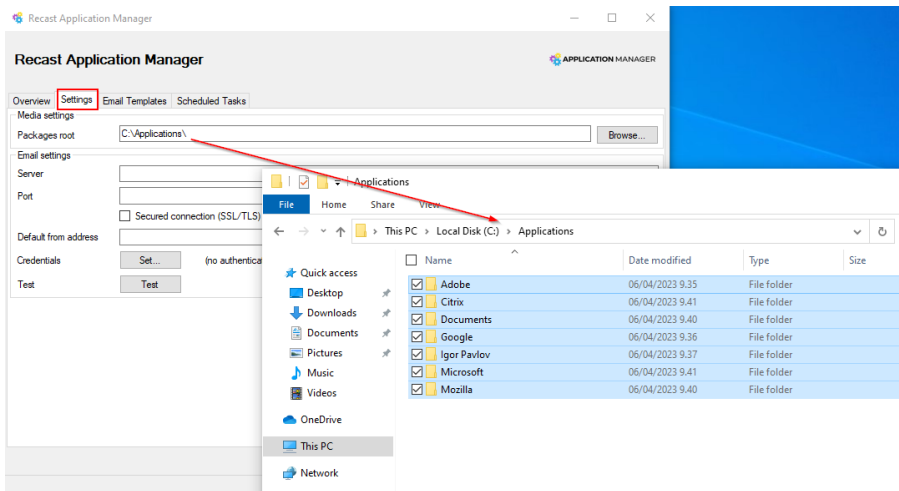 Recast Application Manager
Recast Application Manager
APPLICATION MANAGER
Overview Settings Email Templates Scheduled Tasks
Media settings
Packages root C:\Applications\ Browse...
Email settings
Server
Port
Secured connection (SSL/TLS)
Default from address
Credentials Set... (no authentica
Test Test
Applications
File Home Share View
This PC > Local Disk (C:) > Applications
Name Date modified Type Size
Quick access
Desktop
Downloads
Documents
Pictures
Music
Videos
OneDrive
This PC
Network
Adobe 06/04/2023 9.35 File folder
Citrix 06/04/2023 9.41 File folder
Documents 06/04/2023 9.40 File folder
Google 06/04/2023 9.36 File folder
Igor Pavlov 06/04/2023 9.37 File folder
Microsoft 06/04/2023 9.41 File folder
Mozilla 06/04/2023 9.40 File folder